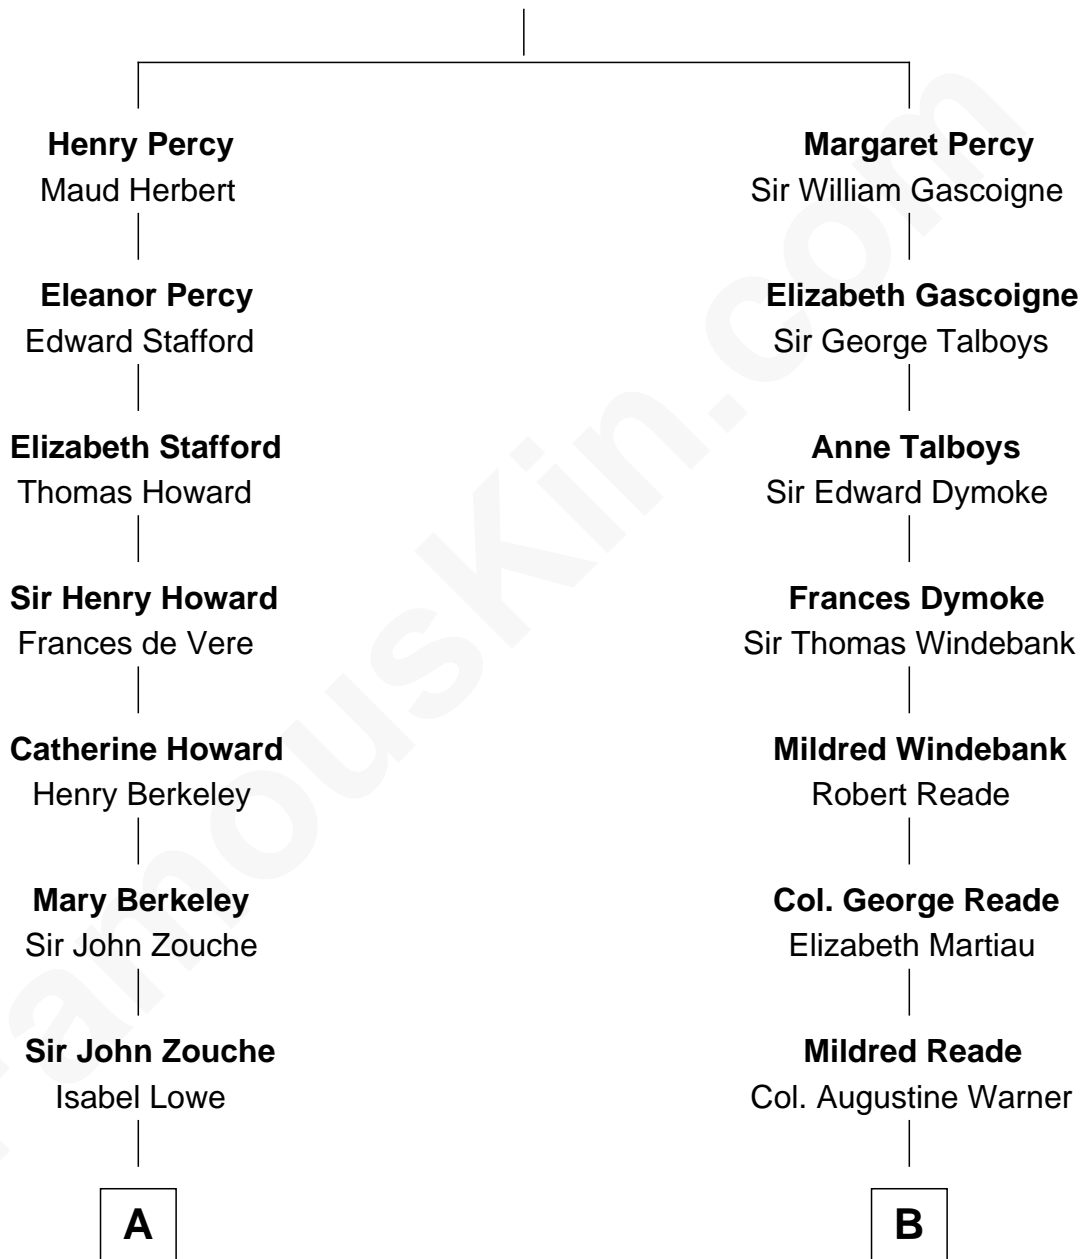 Henry Percy
Maud Herbert
Margaret Percy
Sir William Gascoigne
Eleanor Percy
Edward Stafford
Elizabeth Gascoigne
Sir George Talboys
Elizabeth Stafford
Thomas Howard
Anne Talboys
Sir Edward Dymoke
Sir Henry Howard
Frances de Vere
Frances Dymoke
Sir Thomas Windebank
Catherine Howard
Henry Berkeley
Mildred Windebank
Robert Reade
Mary Berkeley
Sir John Zouche
Col. George Reade
Elizabeth Martiau
Sir John Zouche
Isabel Lowe
Mildred Reade
Col. Augustine Warner
A
B
FamousKin.com